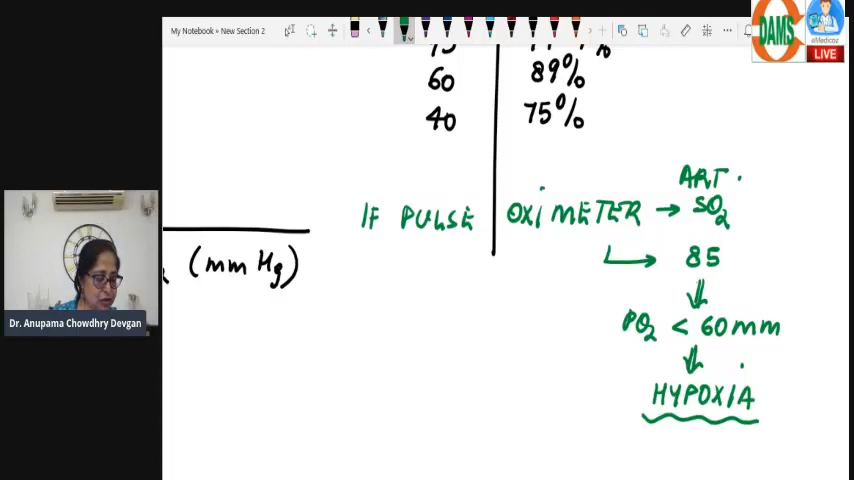 My Notebook » New Section 2
DAMS
eMedicoz
LIVE
60 89%
40 75%
ART.
IF PULSE OXIMETER → SO2
85
(mm Hg)
PO2 < 60mm
HYPOXIA
Dr. Anupama Chowdhry Devgan